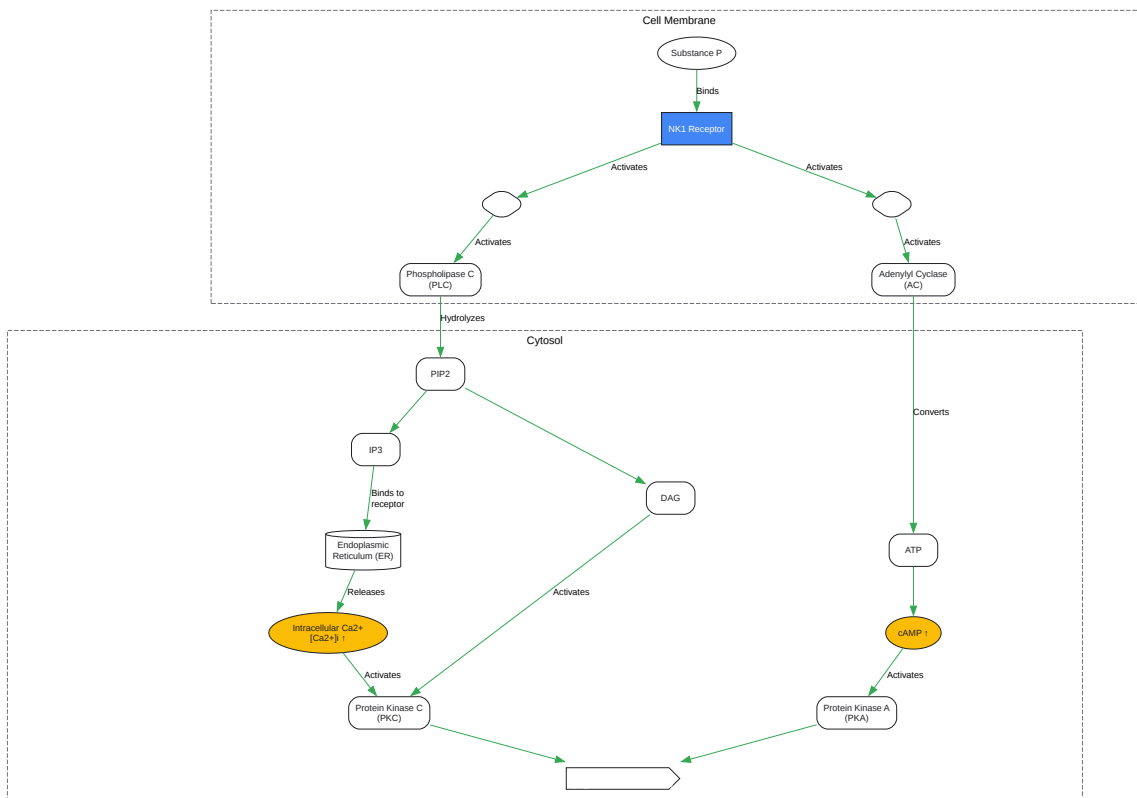 Cell Membrane
Substance P
Binds
NK1 Receptor
Activates
Activates
Activates
Activates
Phospholipase C
(PLC)
Adenylyl Cyclase
(AC)
Hydrolyzes
Cytosol
PIP2
Converts
IP3
Binds to
receptor
DAG
Endoplasmic
Reticulum (ER)
ATP
Releases
Activates
Intracellular Ca2+
[Ca2+]i ↑
cAMP ↑
Activates
Activates
Protein Kinase C
(PKC)
Protein Kinase A
(PKA)